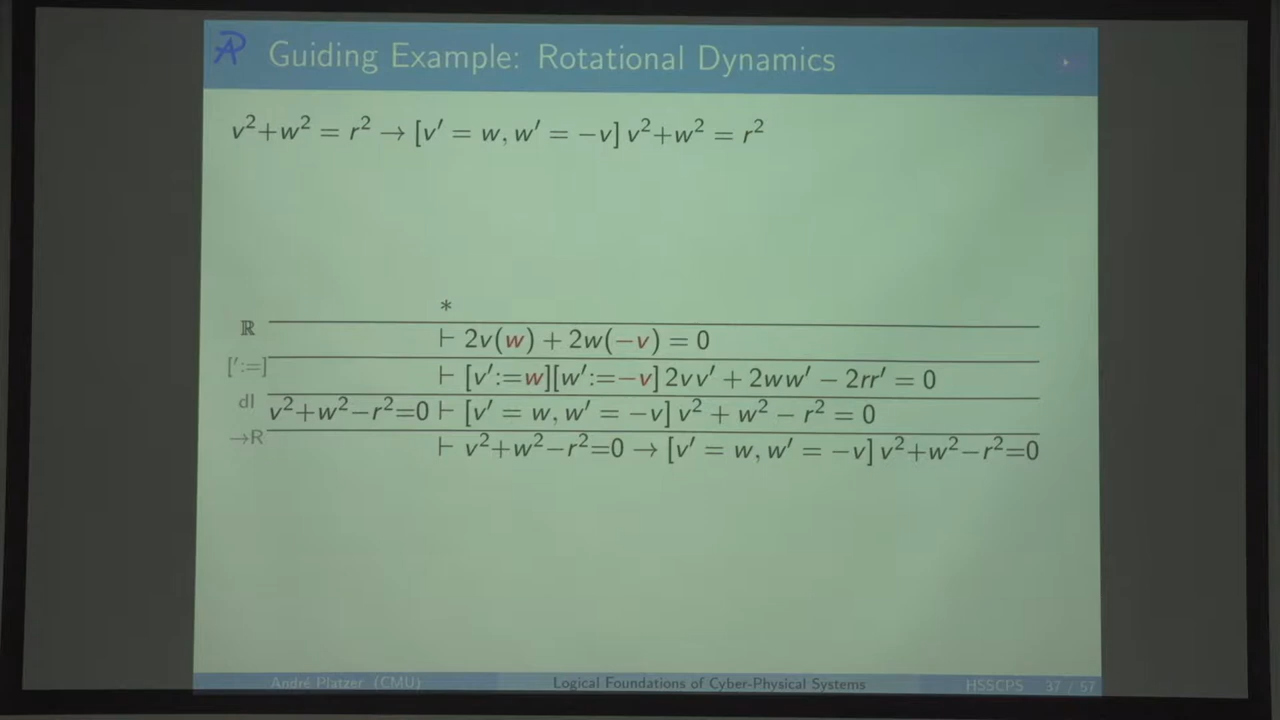 Guiding Example: Rotational Dynamics
v²+w² = r² → [v′ = w, w′ = −v] v²+w² = r²
*
ℝ ⊢ 2v(w) + 2w(−v) = 0
[′:=] ⊢ [v′:=w][w′:=−v] 2vv′ + 2ww′ − 2rr′ = 0
dI v²+w²−r²=0 ⊢ [v′ = w, w′ = −v] v² + w² − r² = 0
→R ⊢ v²+w²−r²=0 → [v′ = w, w′ = −v] v²+w²−r²=0
André Platzer (CMU) Logical Foundations of Cyber-Physical Systems HSSCPS 37 / 57